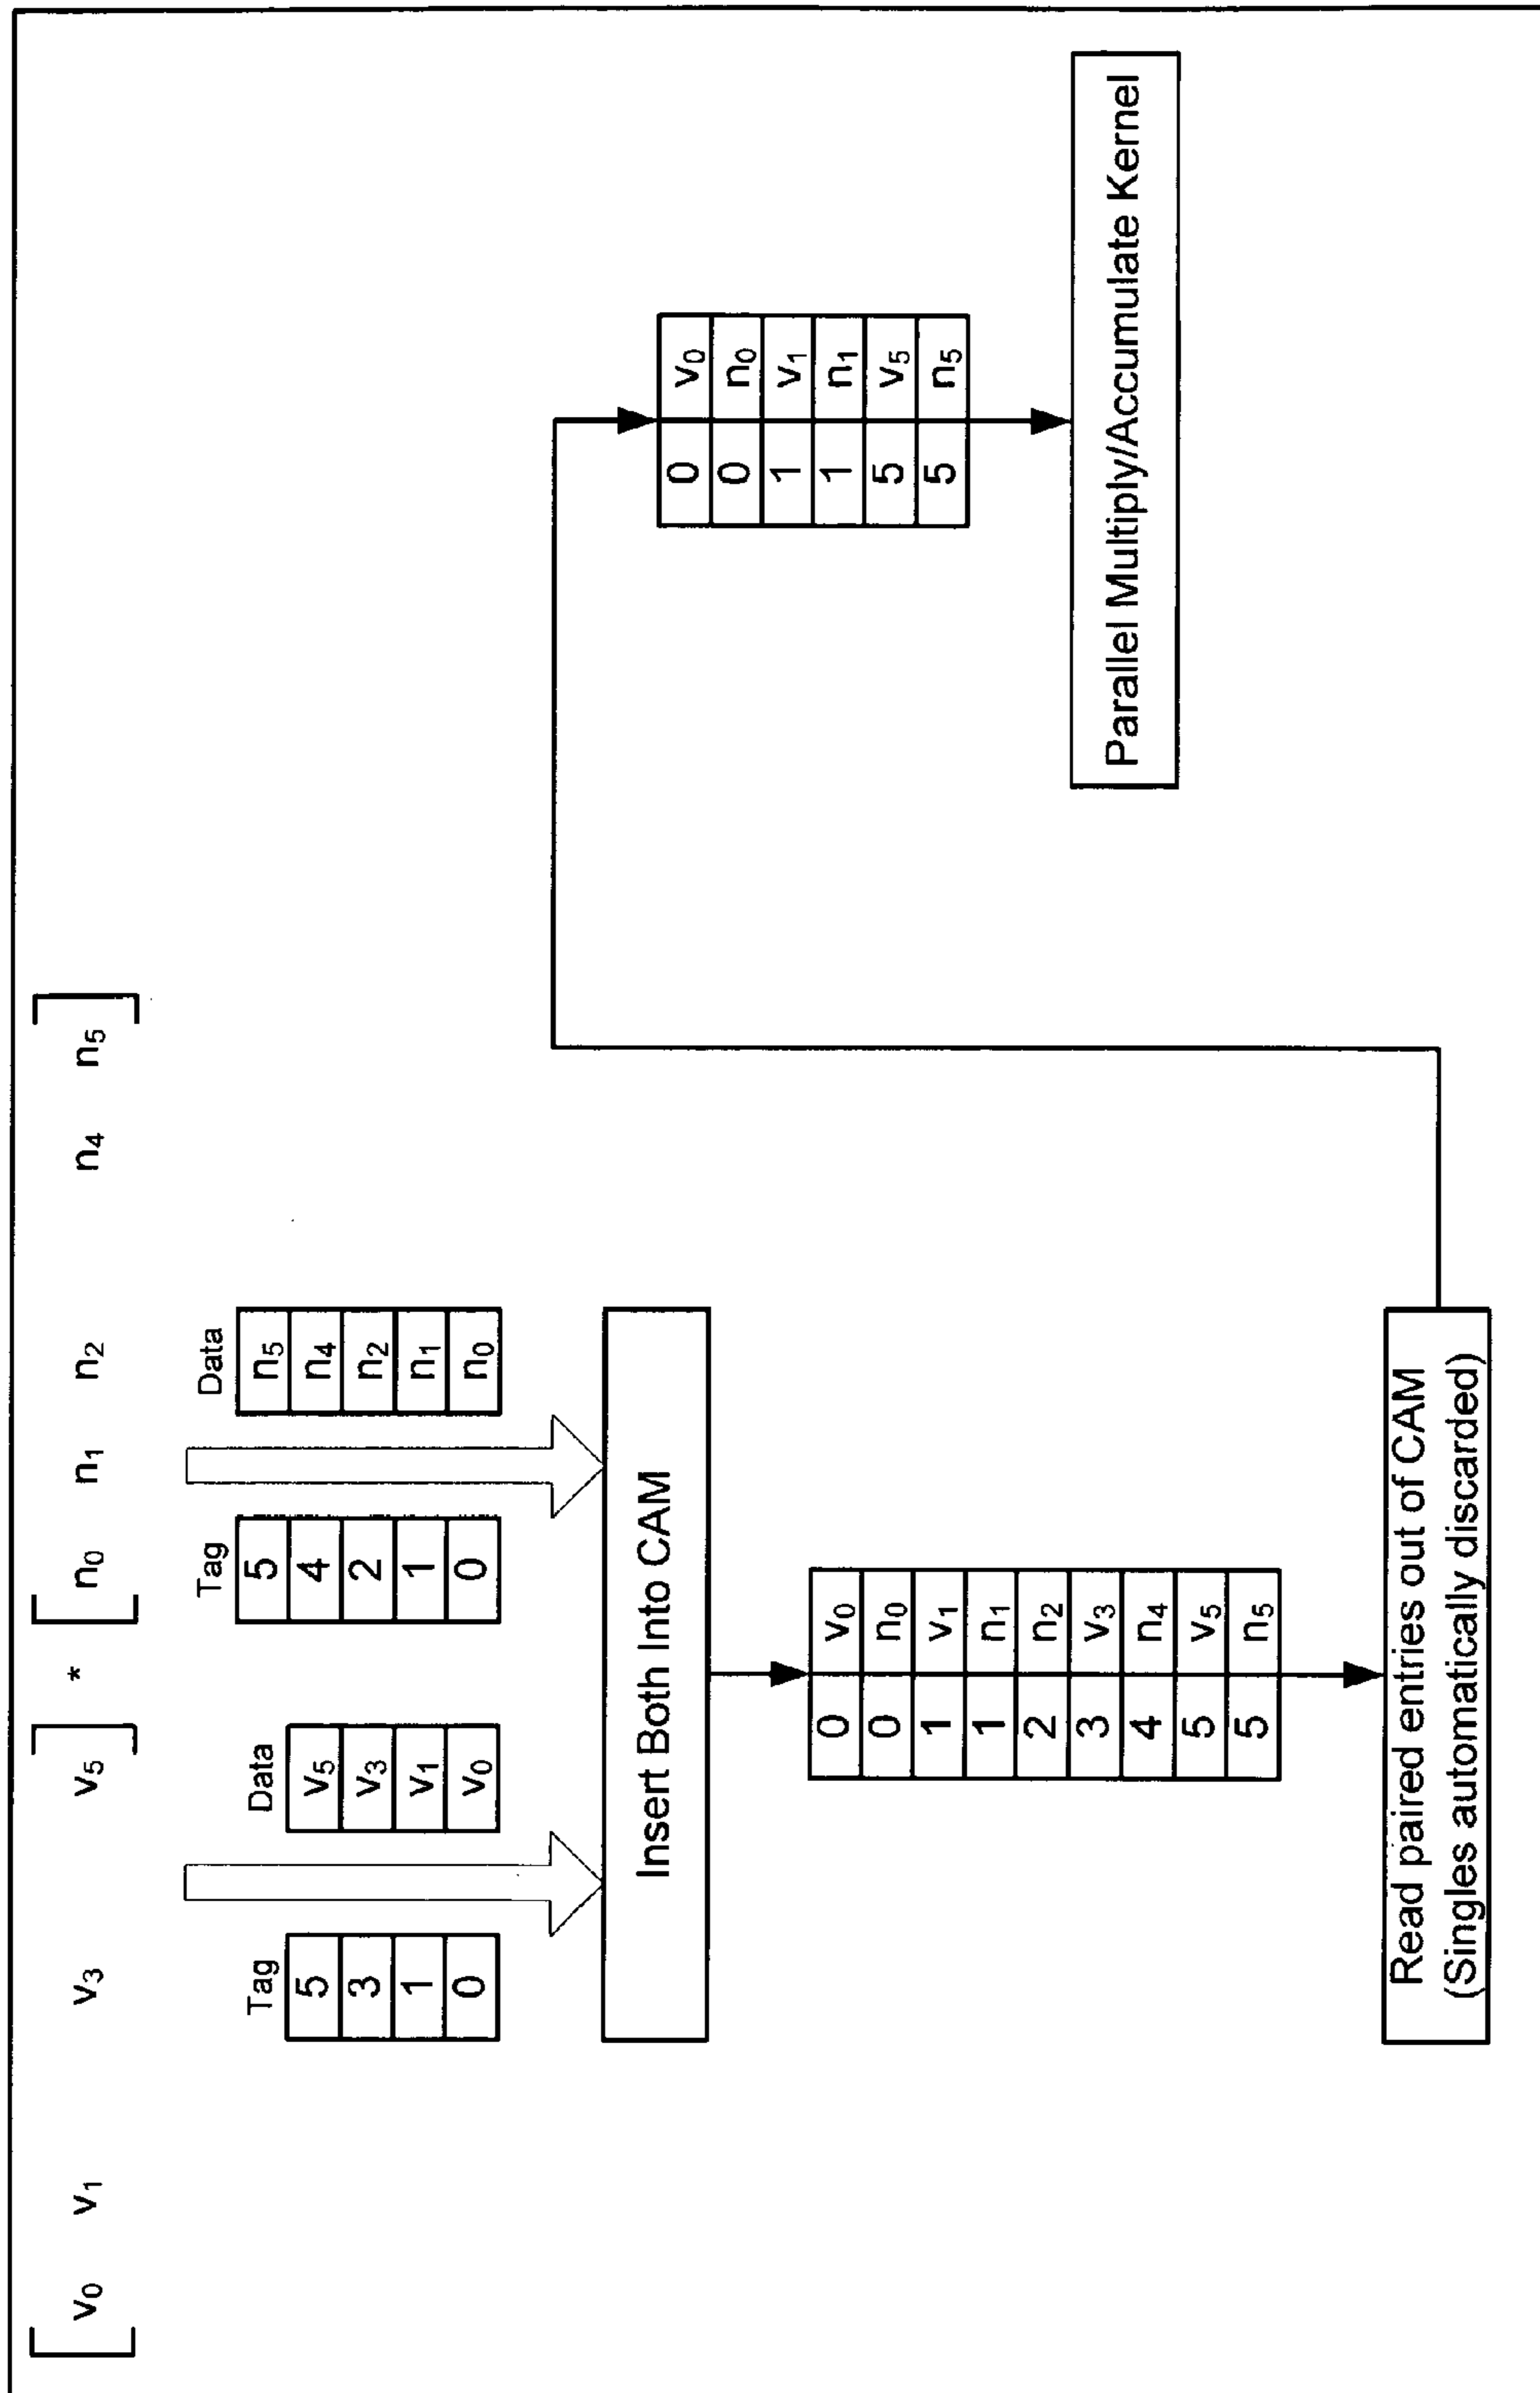 [ v₀ v₁ v₃ v₅ ] * [ n₀ n₁ n₂ n₄ n₅ ]
Tag Data
5 v₅
3 v₃
1 v₁
0 v₀
Tag Data
5 n₅
4 n₄
2 n₂
1 n₁
0 n₀
Insert Both Into CAM
0 v₀
0 n₀
1 v₁
1 n₁
2 n₂
3 v₃
4 n₄
5 v₅
5 n₅
Read paired entries out of CAM
(Singles automatically discarded)
0 v₀
0 n₀
1 v₁
1 n₁
5 v₅
5 n₅
Parallel Multiply/Accumulate Kernel